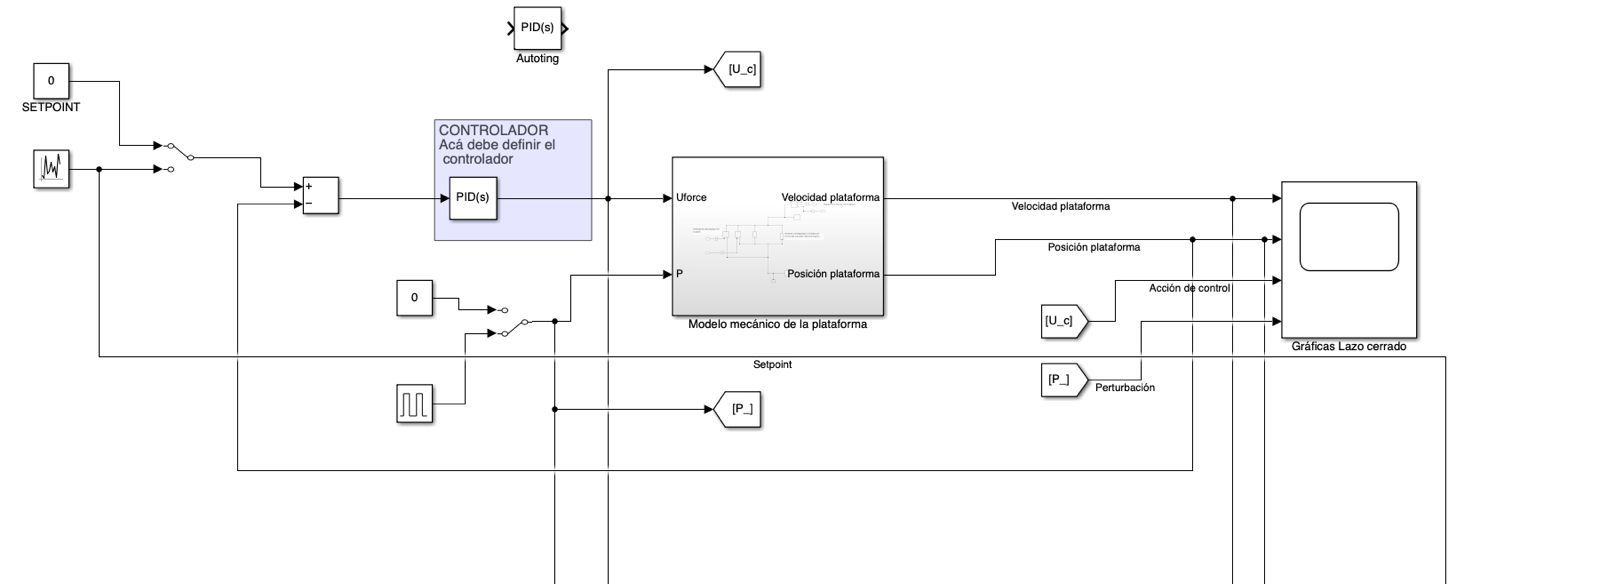 PID(s)
Autoting
[U_c]
0
SETPOINT
CONTROLADOR
Acá debe definir el
controlador
PID(s)
+
−
Uforce
P
Velocidad plataforma
Posición plataforma
Modelo mecánico de la plataforma
Velocidad plataforma
Posición plataforma
Acción de control
[U_c]
Gráficas Lazo cerrado
0
Setpoint
[P_]
Perturbación
[P_]